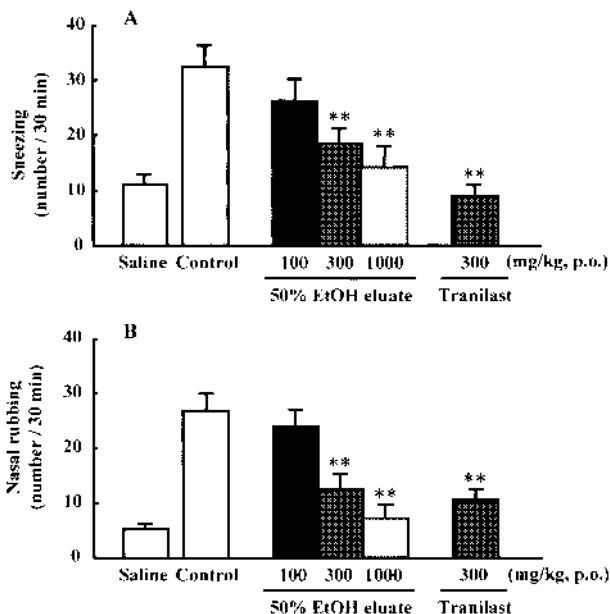 A
Sneezing
(number / 30 min)
40
30
20
10
0
** ** **
Saline Control 100 300 1000 300 (mg/kg, p.o.)
50% EtOH eluate Tranilast
B
Nasal rubbing
(number / 30 min)
40
30
20
10
0
** ** **
Saline Control 100 300 1000 300 (mg/kg, p.o.)
50% EtOH eluate Tranilast